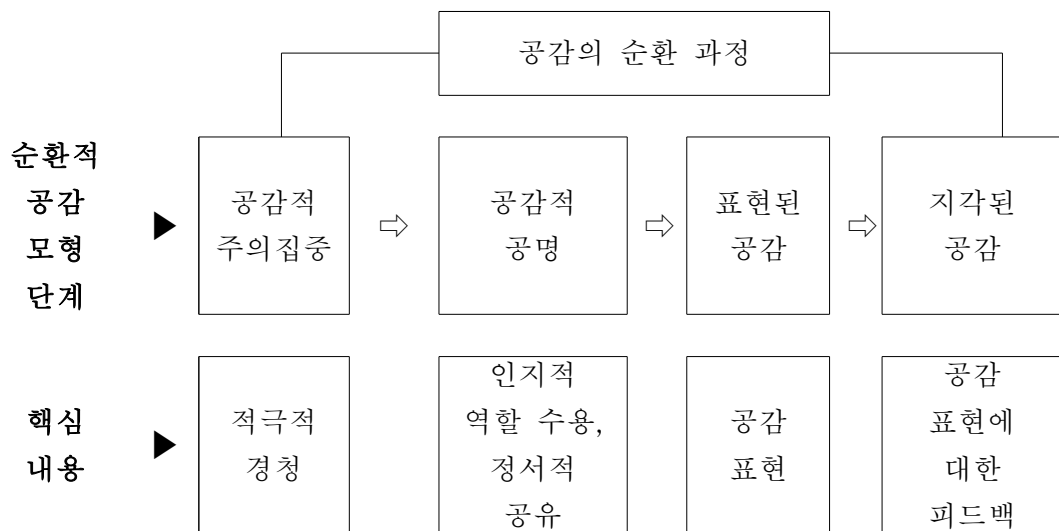 공감의 순환 과정
순환적
공감
모형
단계
▶
공감적
주의집중
⇨
공감적
공명
⇨
표현된
공감
⇨
지각된
공감
핵심
내용
▶
적극적
경청
인지적
역할 수용,
정서적
공유
공감
표현
공감
표현에
대한
피드백